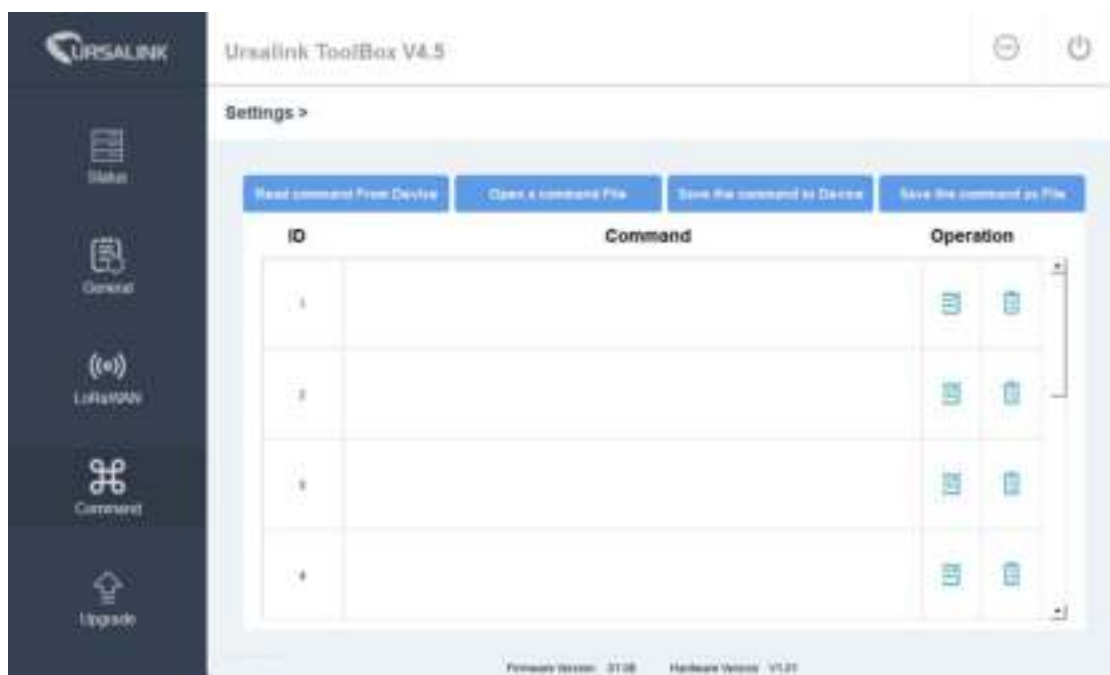 URSALINK
Ursalink ToolBox V4.5
Settings >
Status
General
LoRaWAN
Command
Upgrade
Read command From Device
Open a command File
Save the command to Device
Save the command as File
ID Command Operation
1
2
3
4
Firmware Version: Hardware Version: V1.01